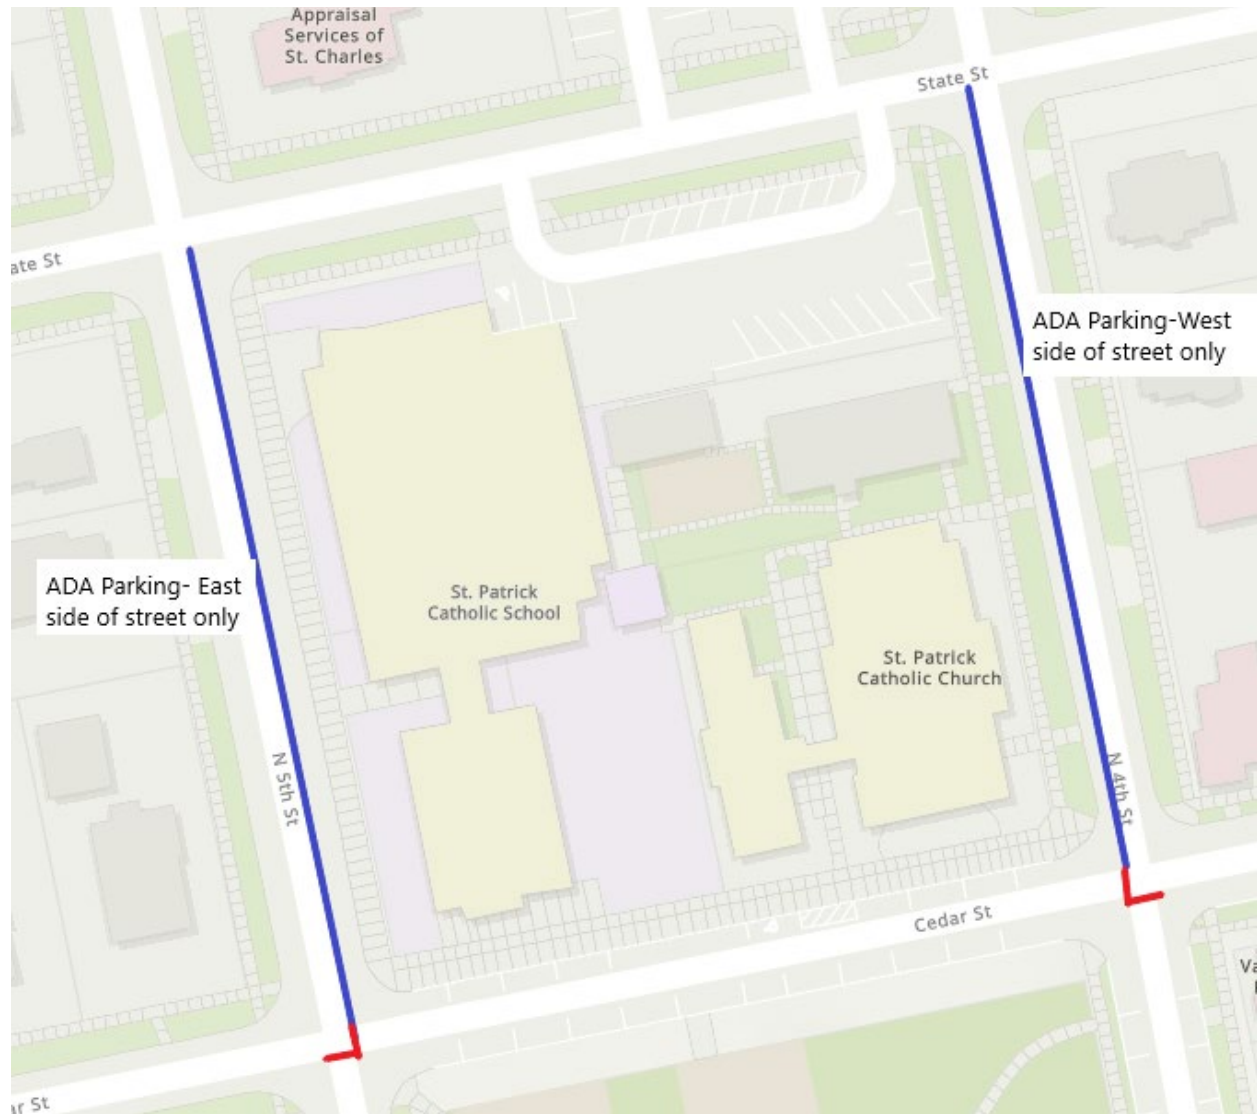 Appraisal
Services of
St. Charles
State St
ate St
ADA Parking-West
side of street only
ADA Parking- East
side of street only
St. Patrick
Catholic School
St. Patrick
Catholic Church
N 5th St
N 4th St
Cedar St
Va
ar St